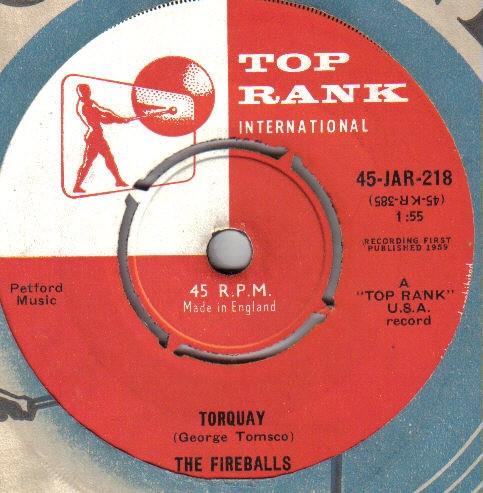 TOP
RANK
INTERNATIONAL
45-JAR-218
(45-K R-385)
1:55
(RECORDING FIRST
PUBLISHED 1959
Petford
Music
45 R.P.M.
Made in England
A
"TOP RANK"
U.S.A.
record
prohibited
TORQUAY
(George Tomsco)
THE FIREBALLS